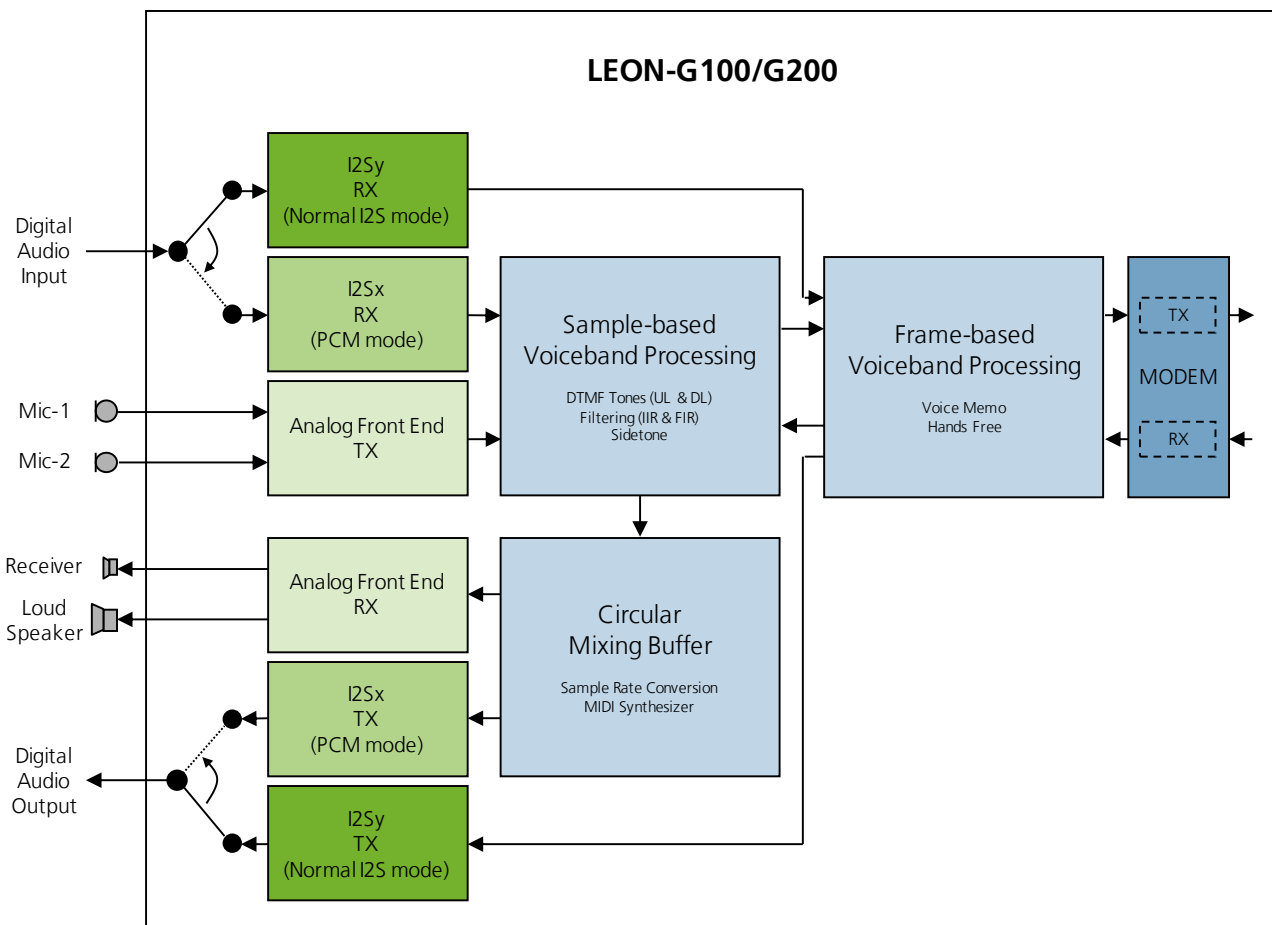 LEON-G100/G200
I2Sy
RX
(Normal I2S mode)
Digital
Audio
Input
I2Sx
RX
(PCM mode)
Sample-based
Voiceband Processing
DTMF Tones (UL & DL)
Filtering (IIR & FIR)
Sidetone
Frame-based
Voiceband Processing
Voice Memo
Hands Free
TX
MODEM
RX
Mic-1
Mic-2
Analog Front End
TX
Receiver
Loud
Speaker
Analog Front End
RX
Circular
Mixing Buffer
Sample Rate Conversion
MIDI Synthesizer
I2Sx
TX
(PCM mode)
Digital
Audio
Output
I2Sy
TX
(Normal I2S mode)